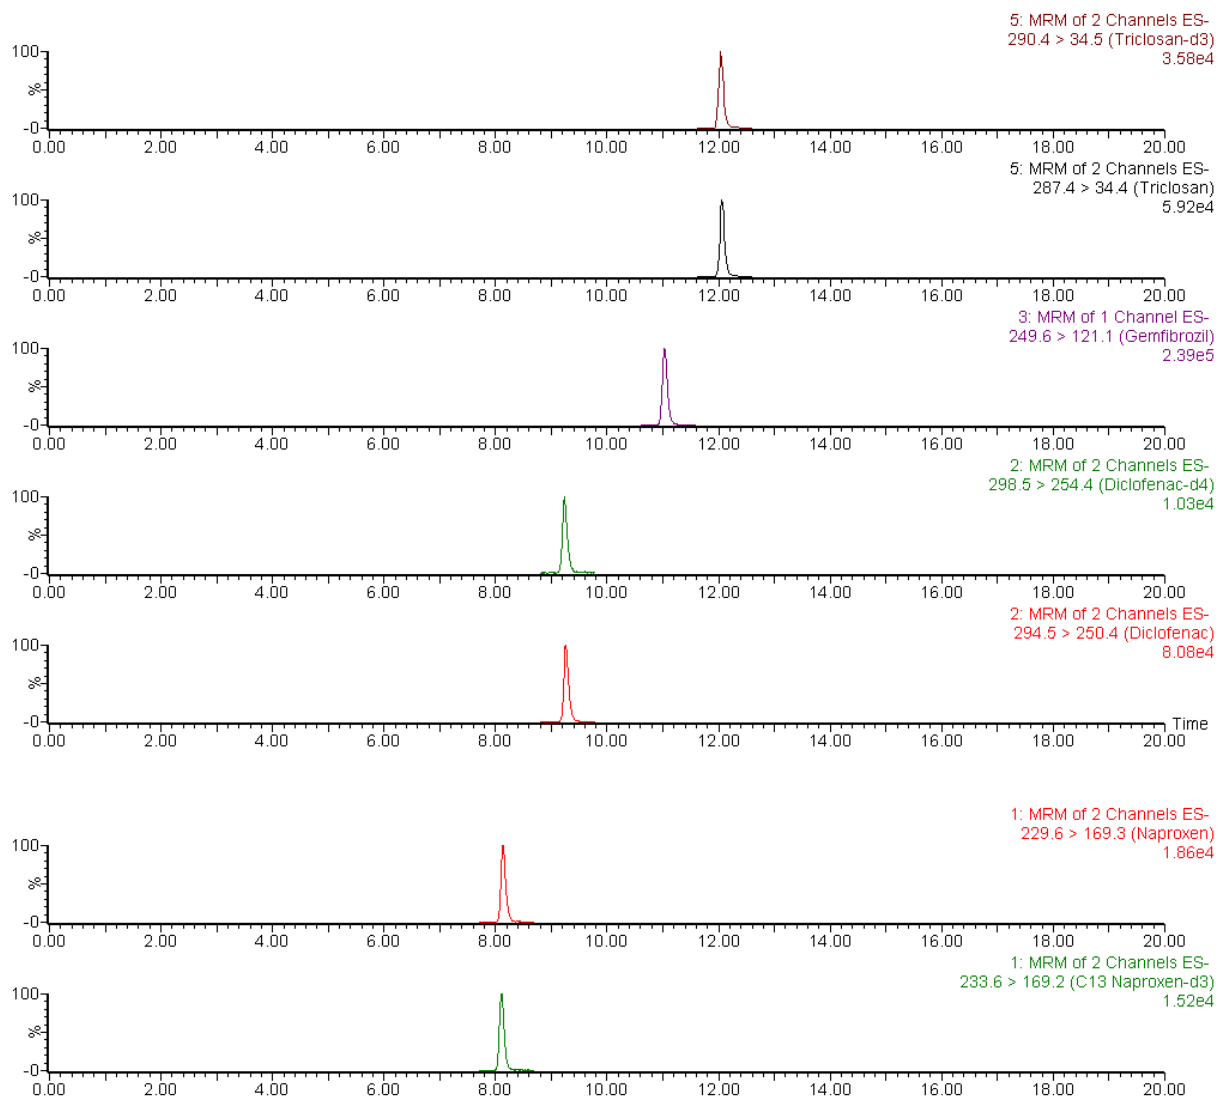 5: MRM of 2 Channels ES-
290.4 > 34.5 (Triclosan-d3)
3.58e4
100
%
-0
0.00 2.00 4.00 6.00 8.00 10.00 12.00 14.00 16.00 18.00 20.00
5: MRM of 2 Channels ES-
287.4 > 34.4 (Triclosan)
5.92e4
100
%
-0
0.00 2.00 4.00 6.00 8.00 10.00 12.00 14.00 16.00 18.00 20.00
3: MRM of 1 Channel ES-
249.6 > 121.1 (Gemfibrozil)
2.39e5
100
%
-0
0.00 2.00 4.00 6.00 8.00 10.00 12.00 14.00 16.00 18.00 20.00
2: MRM of 2 Channels ES-
298.5 > 254.4 (Diclofenac-d4)
1.03e4
100
%
-0
0.00 2.00 4.00 6.00 8.00 10.00 12.00 14.00 16.00 18.00 20.00
2: MRM of 2 Channels ES-
294.5 > 250.4 (Diclofenac)
8.08e4
100
%
-0
Time
0.00 2.00 4.00 6.00 8.00 10.00 12.00 14.00 16.00 18.00 20.00
1: MRM of 2 Channels ES-
229.6 > 169.3 (Naproxen)
1.86e4
100
%
-0
0.00 2.00 4.00 6.00 8.00 10.00 12.00 14.00 16.00 18.00 20.00
1: MRM of 2 Channels ES-
233.6 > 169.2 (C13 Naproxen-d3)
1.52e4
100
%
-0
0.00 2.00 4.00 6.00 8.00 10.00 12.00 14.00 16.00 18.00 20.00